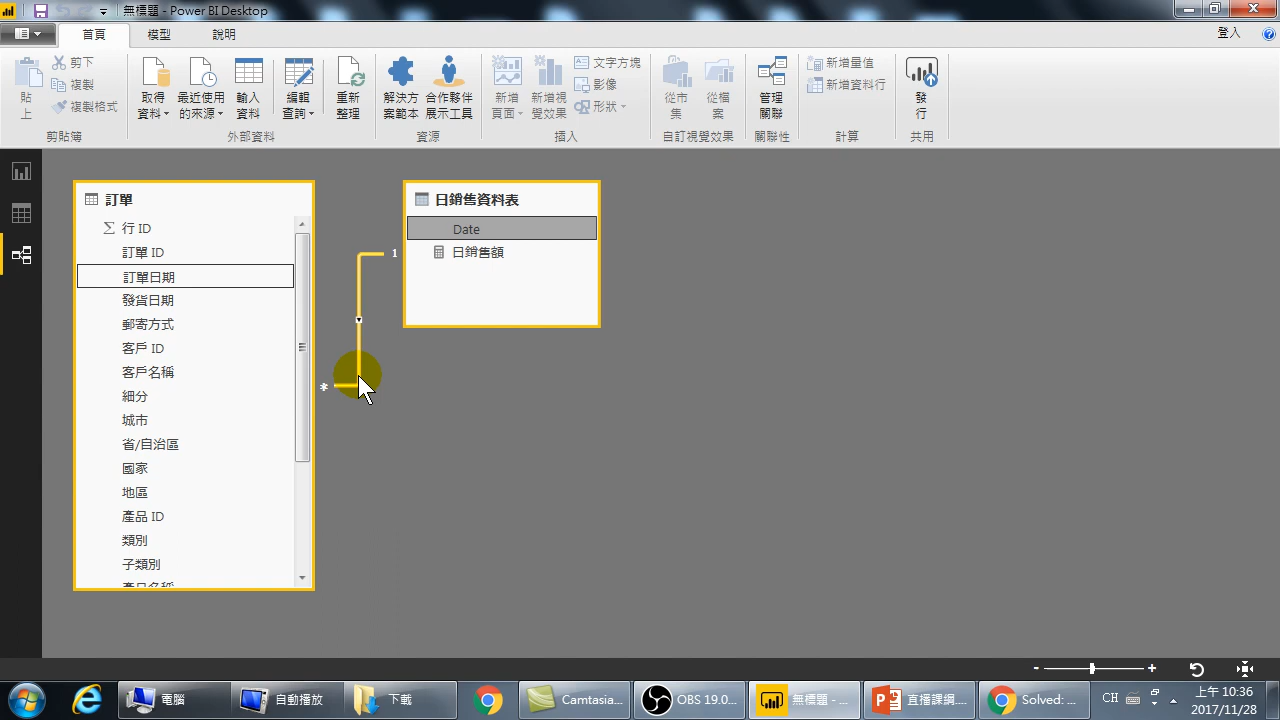 無標題 - Power BI Desktop
首頁 模型 說明 登入
貼上
剪下
複製
複製格式
剪貼簿
取得資料
最近使用的來源
輸入資料
編輯查詢
外部資料
重新整理
解決方案範本
合作夥伴展示工具
資源
新增頁面
新增視覺效果
文字方塊
影像
形狀
插入
從市集
從檔案
自訂視覺效果
管理關聯
關聯性
新增量值
新增資料行
計算
發行
共用
訂單
行 ID
訂單 ID
訂單日期
發貨日期
郵寄方式
客戶 ID
客戶名稱
細分
城市
省/自治區
國家
地區
產品 ID
類別
子類別
產品名稱
1
*
日銷售資料表
Date
日銷售額
電腦 自動播放 下載 Camtasia... OBS 19.0... 無標題 - ... 直播課綱.... Solved: ... CH 上午 10:36
2017/11/28